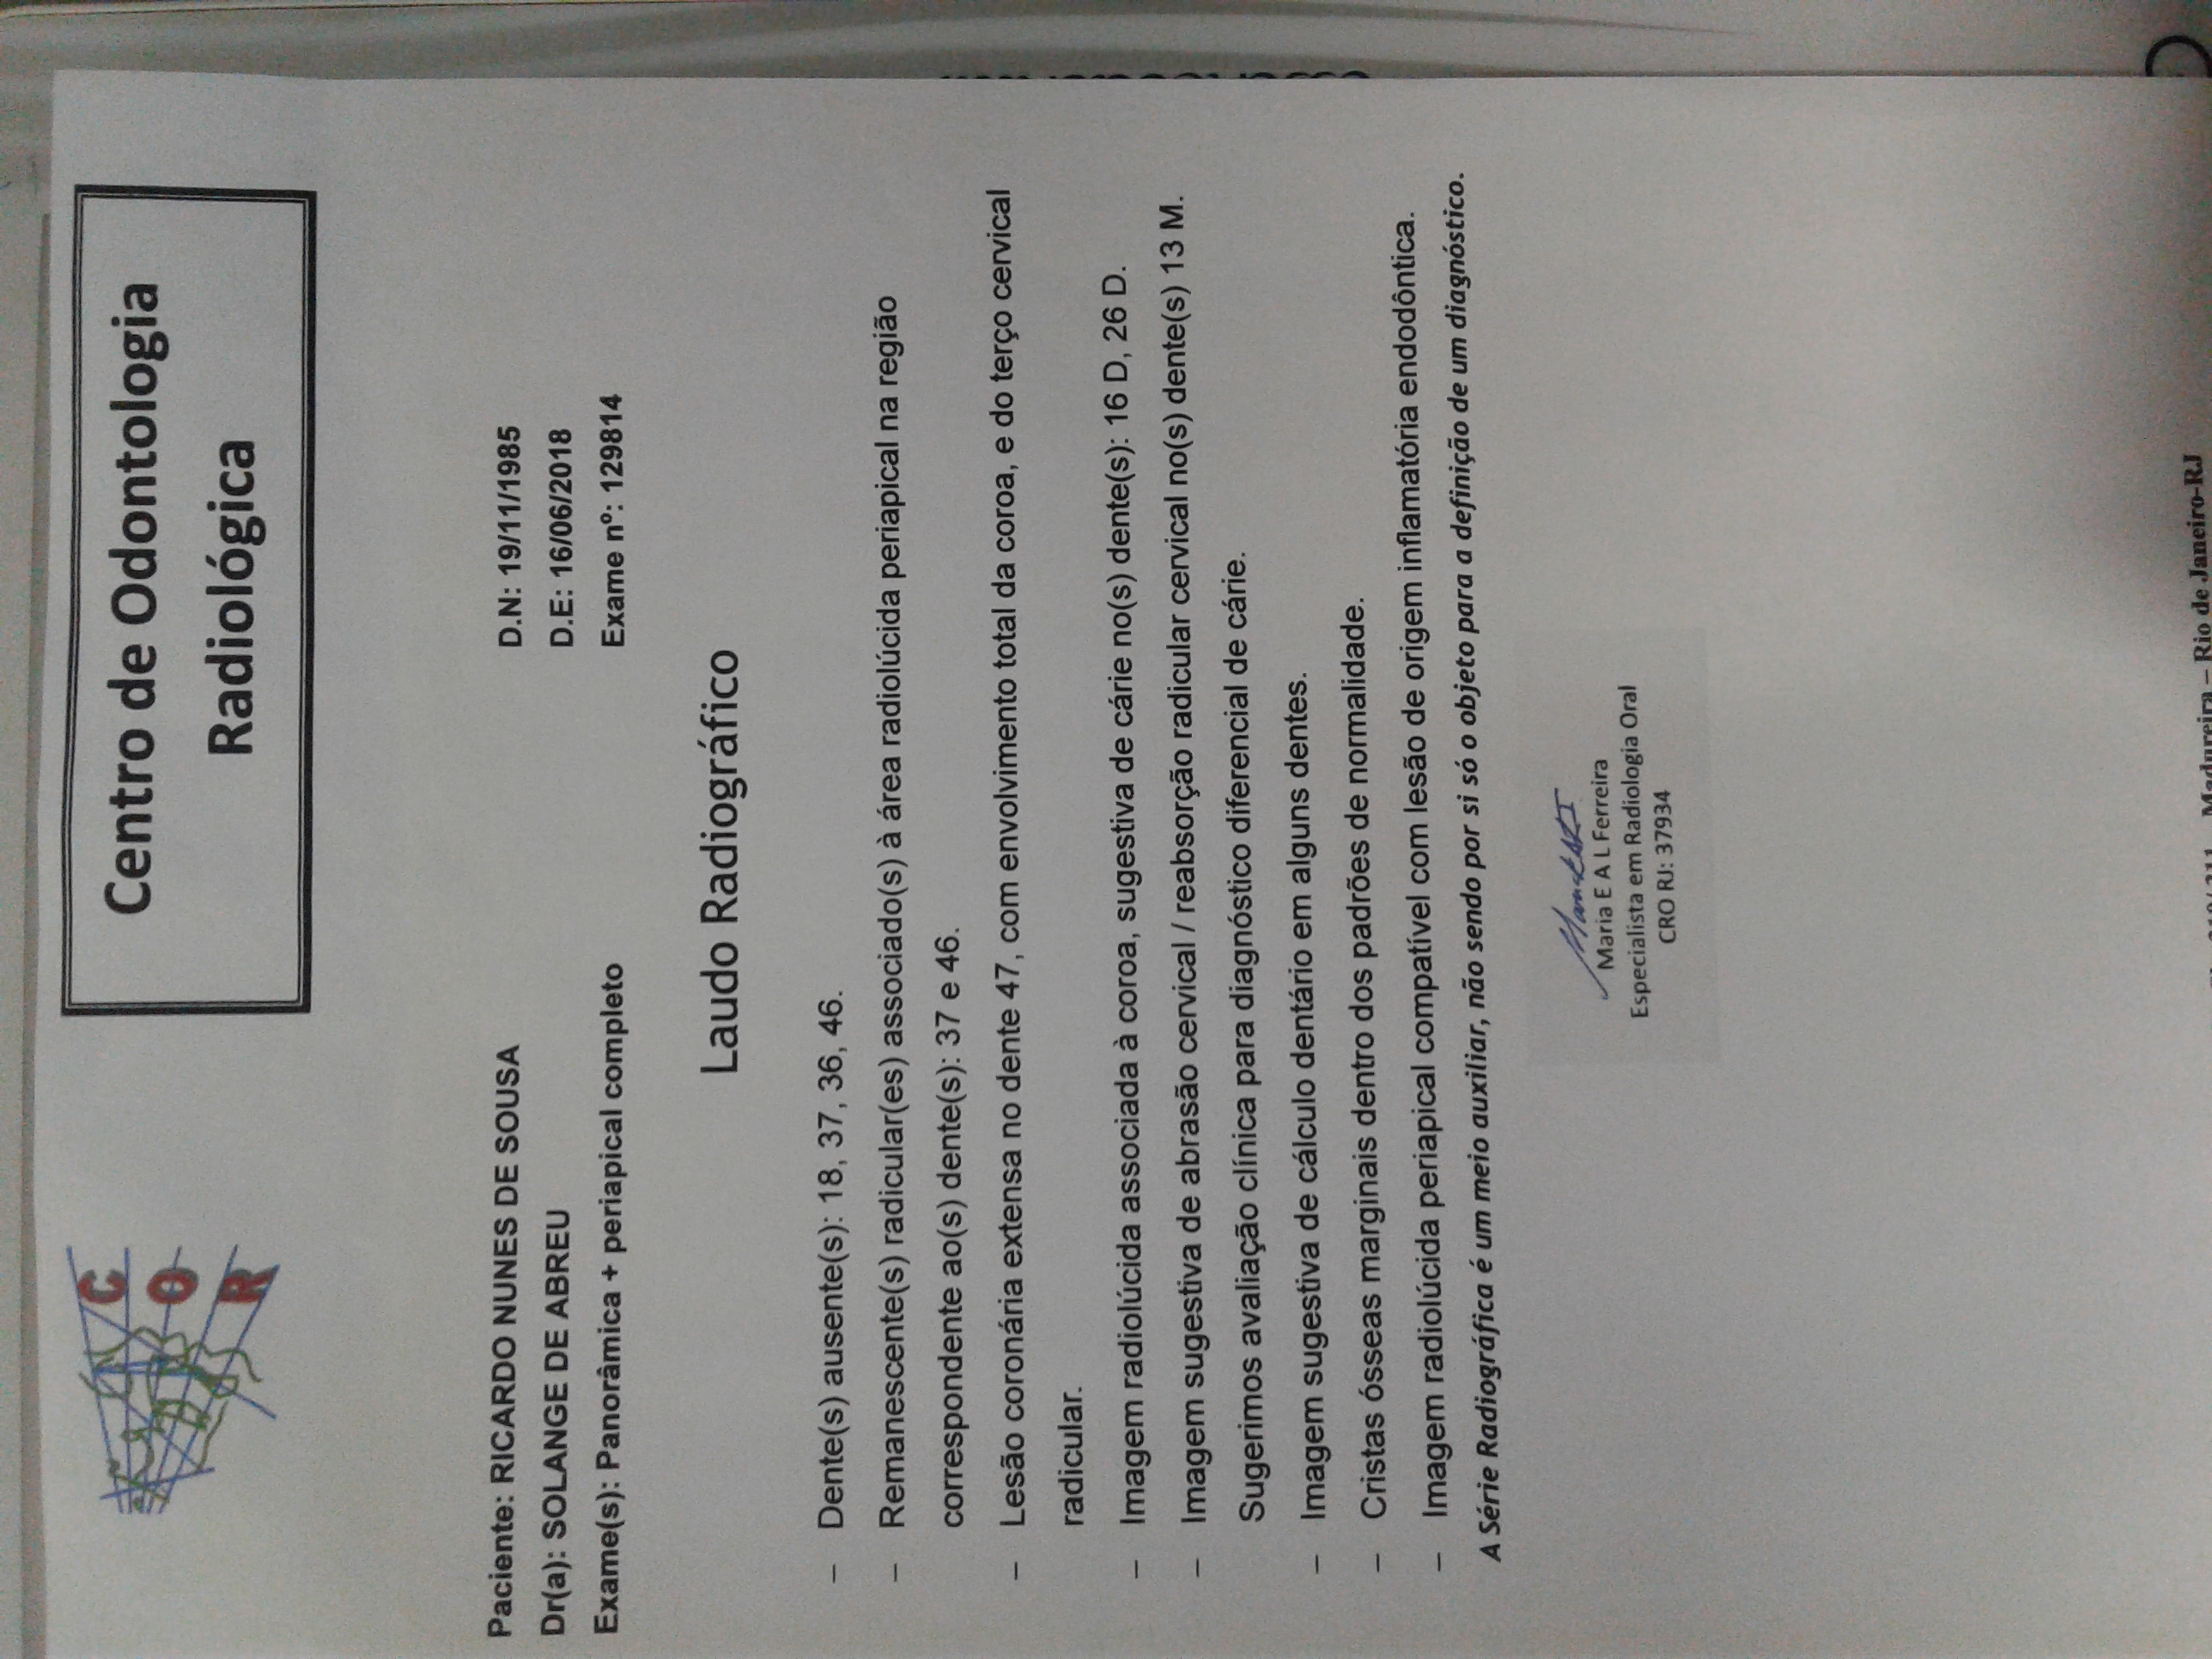 C
O
R
Centro de Odontologia
Radiológica
Paciente: RICARDO NUNES DE SOUSA D.N: 19/11/1985
Dr(a): SOLANGE DE ABREU D.E: 16/06/2018
Exame(s): Panorâmica + periapical completo Exame nº: 129814
Laudo Radiográfico
– Dente(s) ausente(s): 18, 37, 36, 46.
– Remanescente(s) radicular(es) associado(s) à área radiolúcida periapical na região
correspondente ao(s) dente(s): 37 e 46.
– Lesão coronária extensa no dente 47, com envolvimento total da coroa, e do terço cervical
radicular.
– Imagem radiolúcida associada à coroa, sugestiva de cárie no(s) dente(s): 16 D, 26 D.
– Imagem sugestiva de abrasão cervical / reabsorção radicular cervical no(s) dente(s) 13 M.
Sugerimos avaliação clínica para diagnóstico diferencial de cárie.
– Imagem sugestiva de cálculo dentário em alguns dentes.
– Cristas ósseas marginais dentro dos padrões de normalidade.
– Imagem radiolúcida periapical compatível com lesão de origem inflamatória endodôntica.
A Série Radiográfica é um meio auxiliar, não sendo por si só o objeto para a definição de um diagnóstico.
Maria E A L Ferreira
Especialista em Radiologia Oral
CRO RJ: 37934
Madureira – Rio de Janeiro-RJ